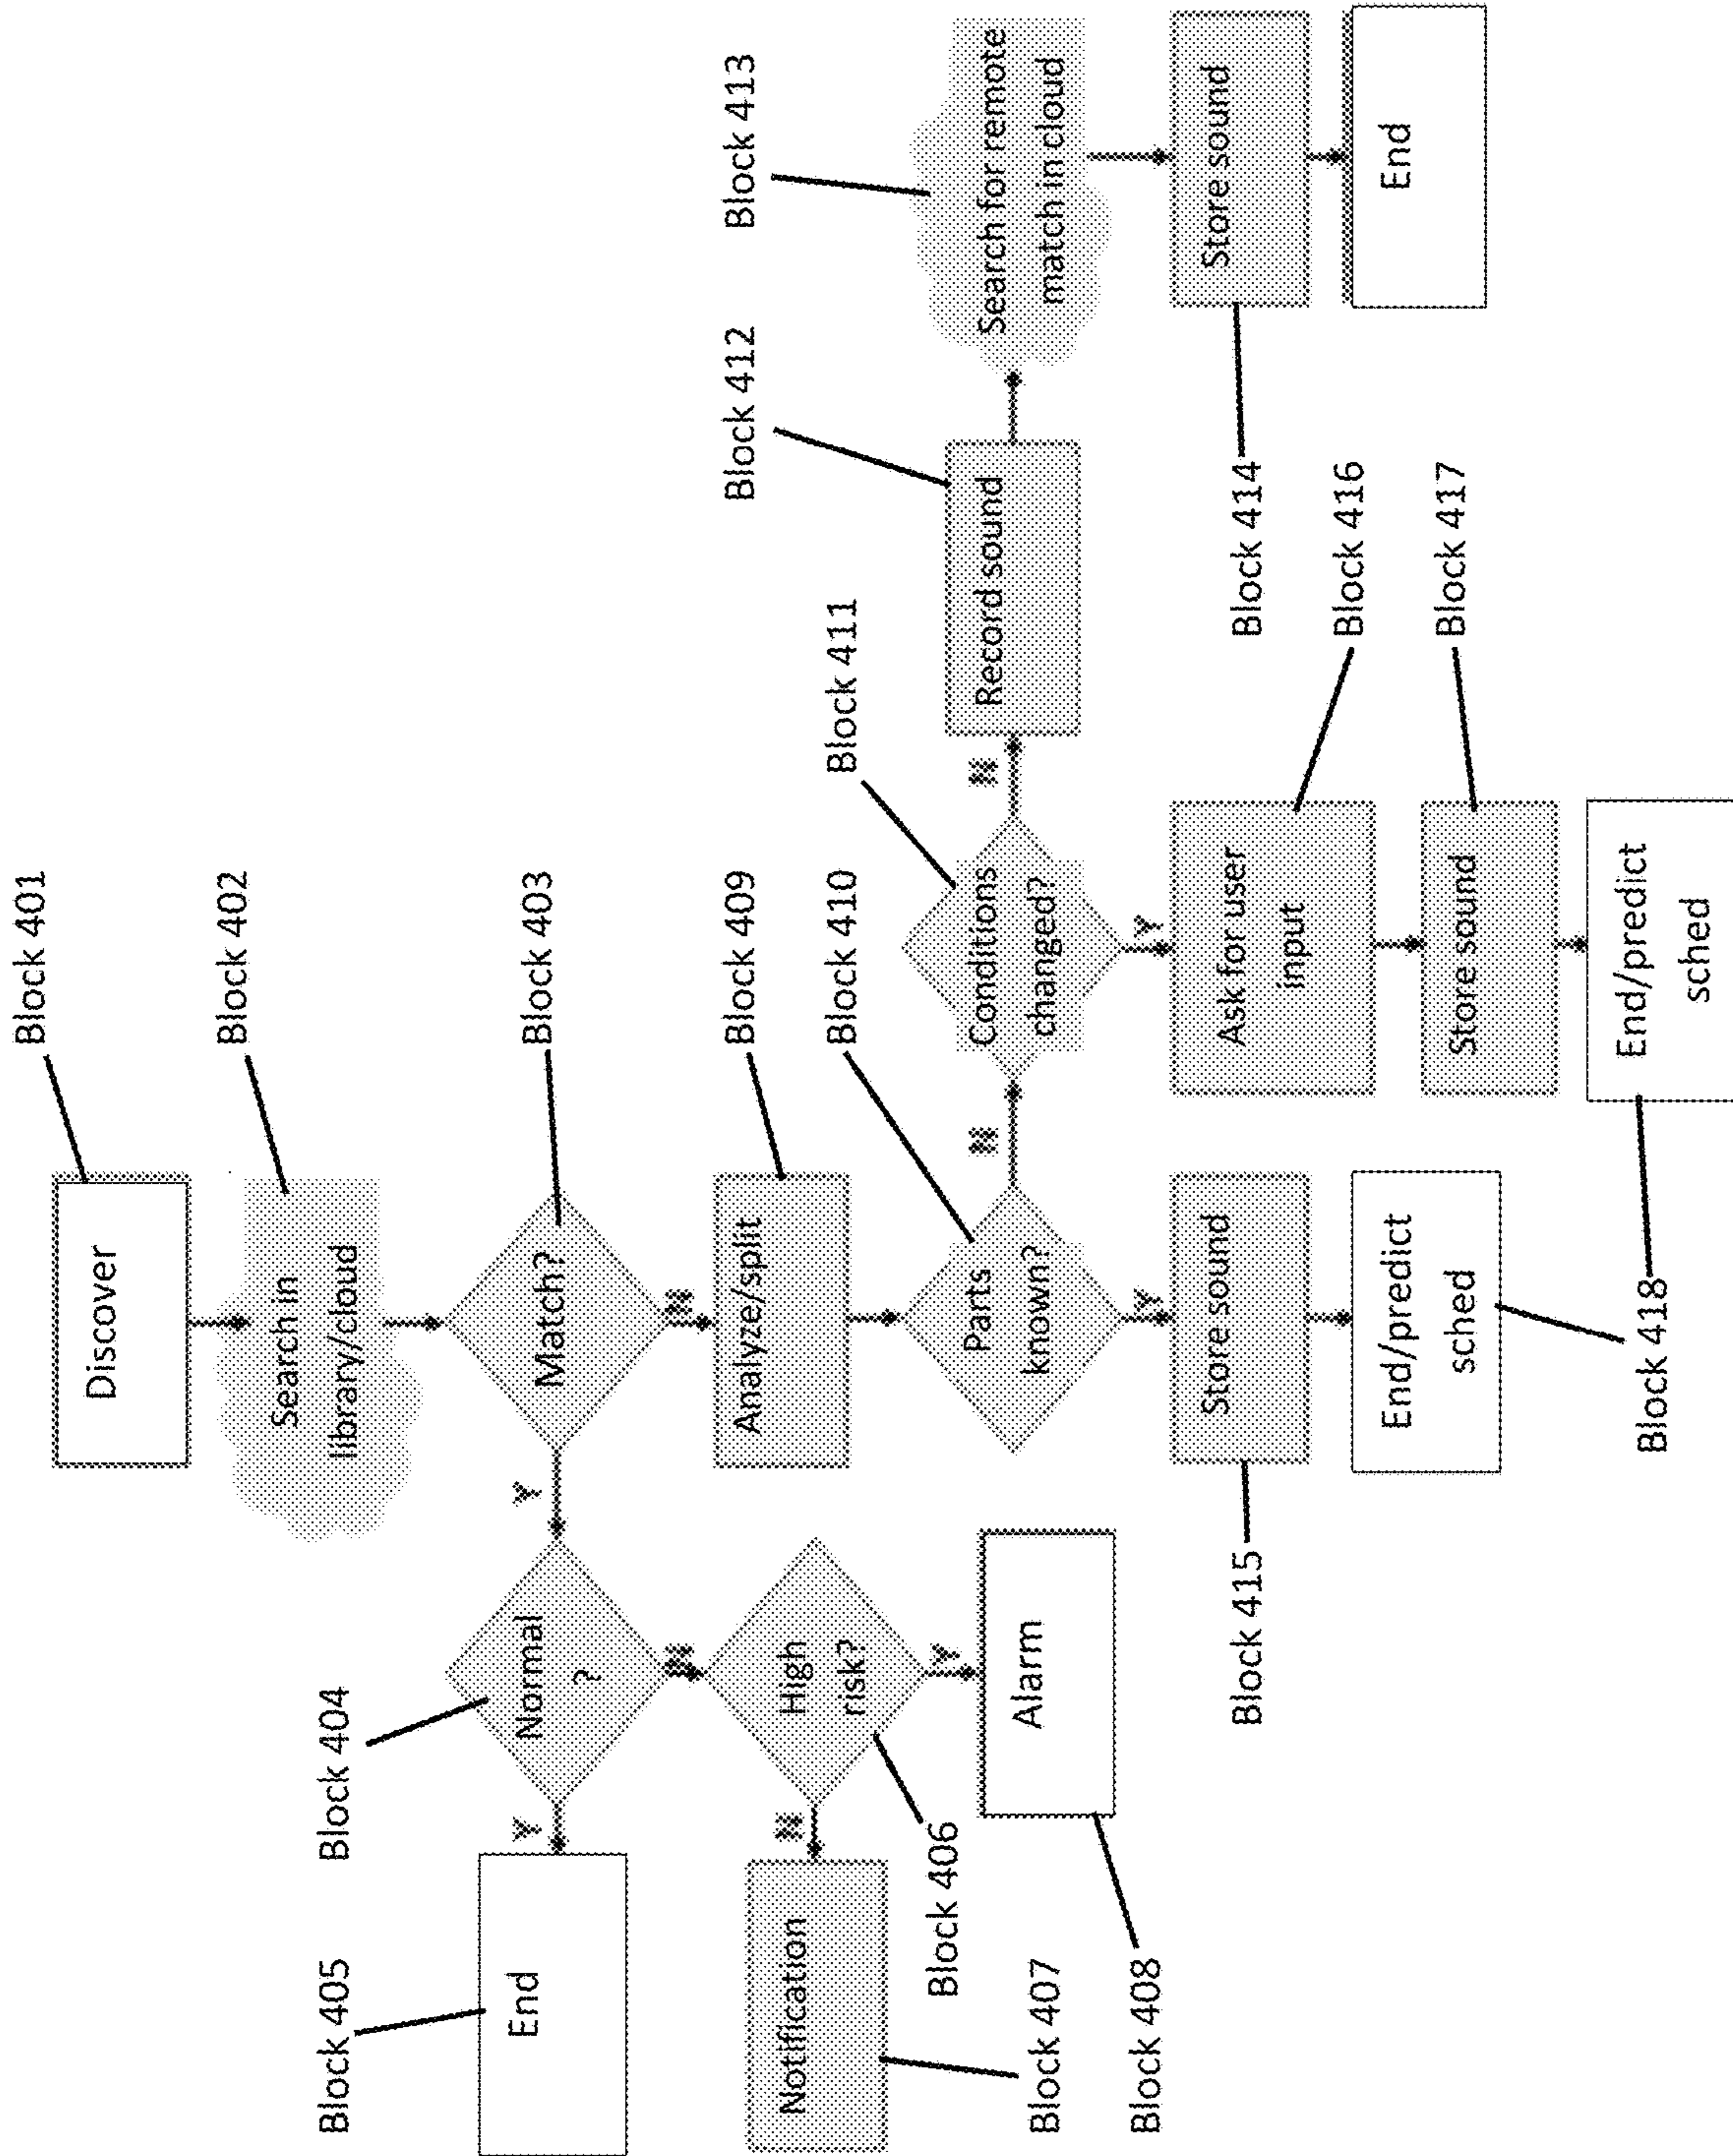 Block 401
Discover
Block 402
Search in
library/cloud
Block 403
Match?
Y
N
Block 404
Normal
?
Y
N
Block 405
End
High
risk?
Block 406
N
Y
Notification
Block 407
Alarm
Block 408
Block 409
Analyze/split
Block 410
Parts
known?
N
Y
Block 411
Conditions
changed?
N
Y
Block 412
Record sound
Block 413
Search for remote
match in cloud
Store sound
Block 414
End
Store sound
Block 415
End/predict
sched
Ask for user
input
Block 416
Store sound
Block 417
End/predict
sched
Block 418